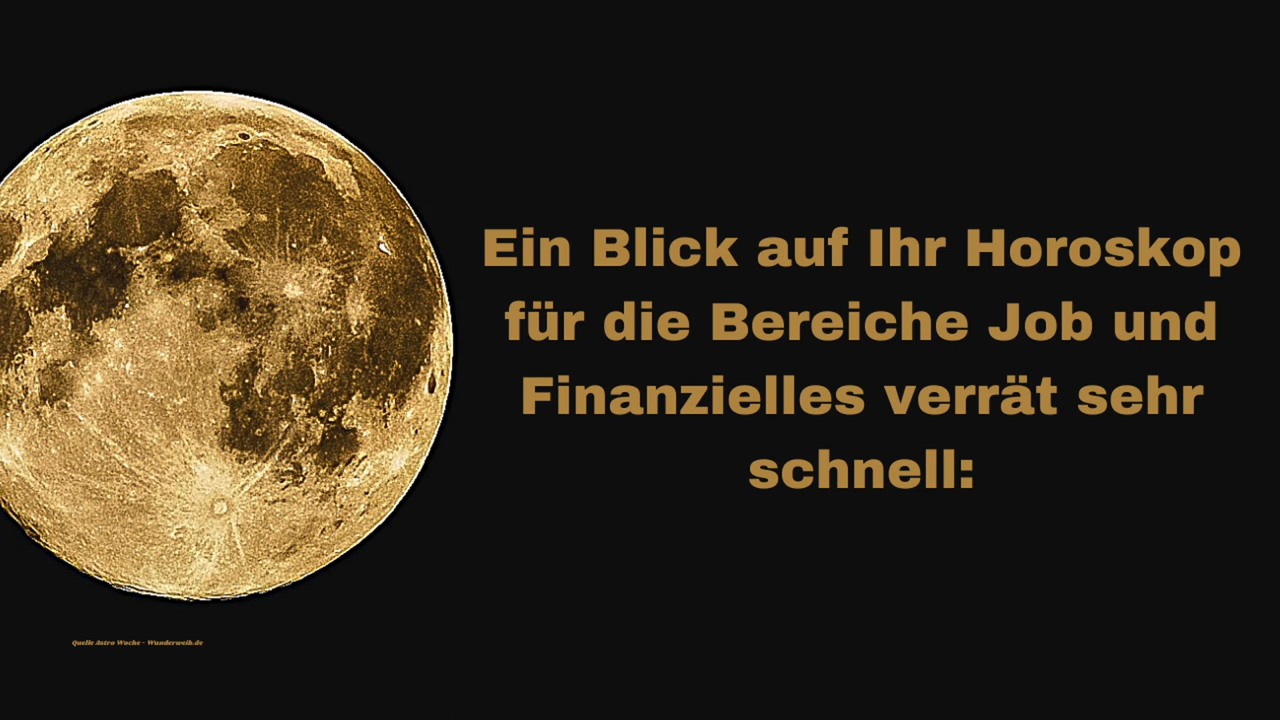 Ein Blick auf Ihr Horoskop
für die Bereiche Job und
Finanzielles verrät sehr
schnell:
Quelle Astro Woche - Wunderweib.de